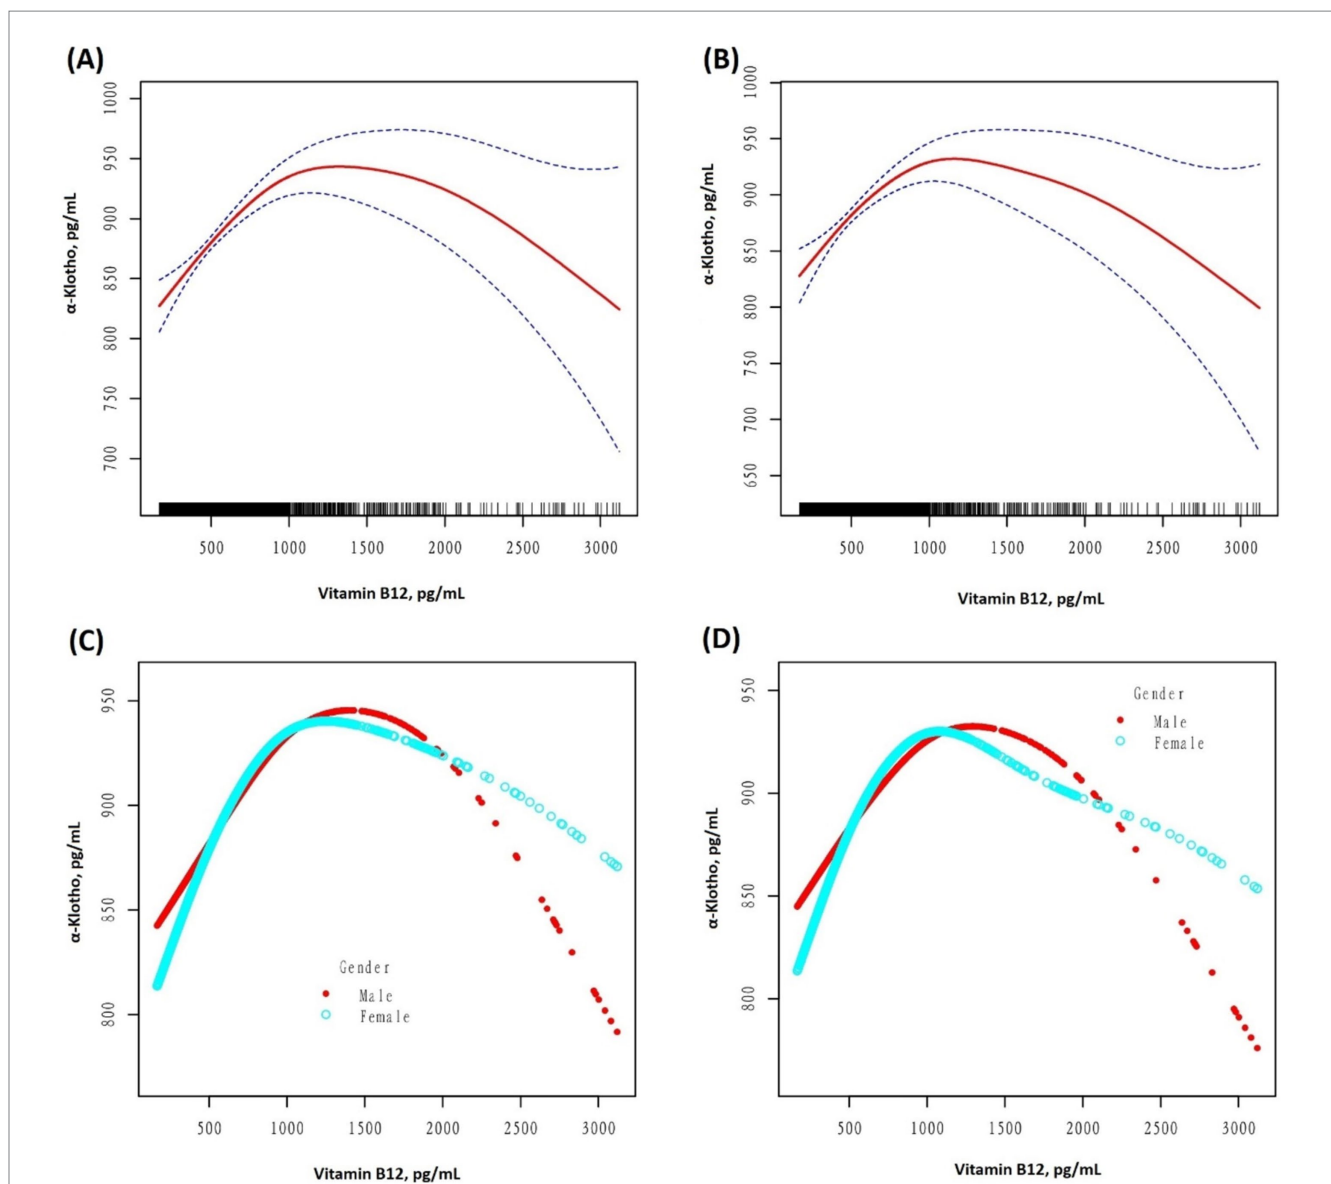 (A)
1000
950
900
850
800
750
700
α-Klotho, pg/mL
500 1000 1500 2000 2500 3000
Vitamin B12, pg/mL
(B)
1000
950
900
850
800
750
700
650
α-Klotho, pg/mL
500 1000 1500 2000 2500 3000
Vitamin B12, pg/mL
(C)
950
900
850
800
α-Klotho, pg/mL
Gender
Male
Female
500 1000 1500 2000 2500 3000
Vitamin B12, pg/mL
(D)
950
900
850
800
α-Klotho, pg/mL
Gender
Male
Female
500 1000 1500 2000 2500 3000
Vitamin B12, pg/mL